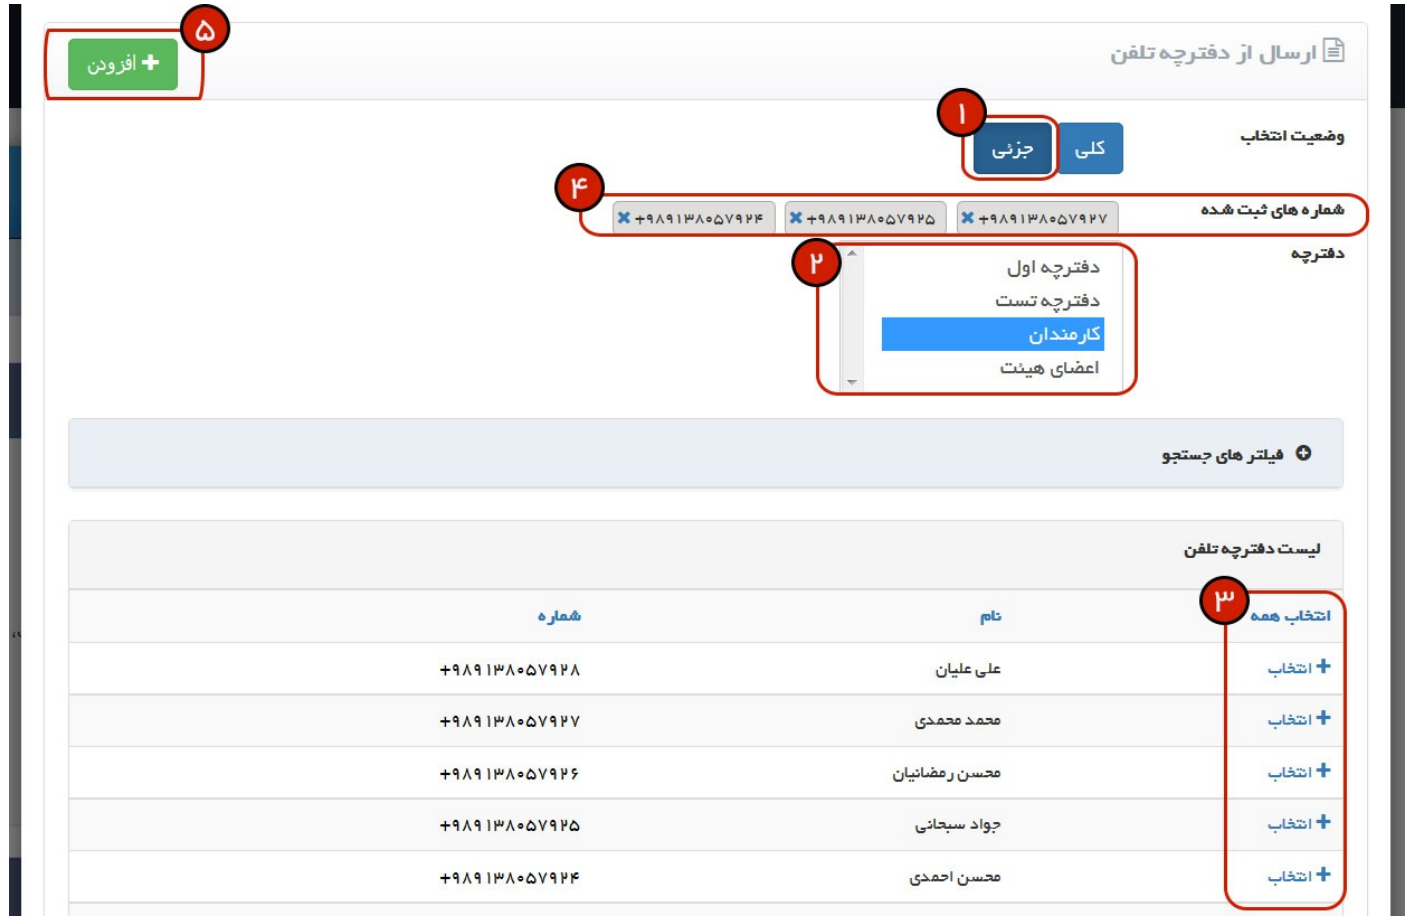 ارسال از دفترچه تلفن
۵
+ افزودن
۱
وضعیت انتخاب
کلی
جزئی
۴
شماره های ثبت شده
+۹۸۹۱۳۸۰۵۷۹۲۷ ×
+۹۸۹۱۳۸۰۵۷۹۲۵ ×
+۹۸۹۱۳۸۰۵۷۹۲۴ ×
دفترچه
۲
دفترچه اول
دفترچه تست
کارمندان
اعضای هیئت
فیلتر های جستجو
لیست دفترچه تلفن
۳
انتخاب همه نام شماره
+ انتخاب علی علیان +۹۸۹۱۳۸۰۵۷۹۲۸
+ انتخاب محمد محمدی +۹۸۹۱۳۸۰۵۷۹۲۷
+ انتخاب محسن رمضانیان +۹۸۹۱۳۸۰۵۷۹۲۶
+ انتخاب جواد سبحانی +۹۸۹۱۳۸۰۵۷۹۲۵
+ انتخاب محسن احمدی +۹۸۹۱۳۸۰۵۷۹۲۴